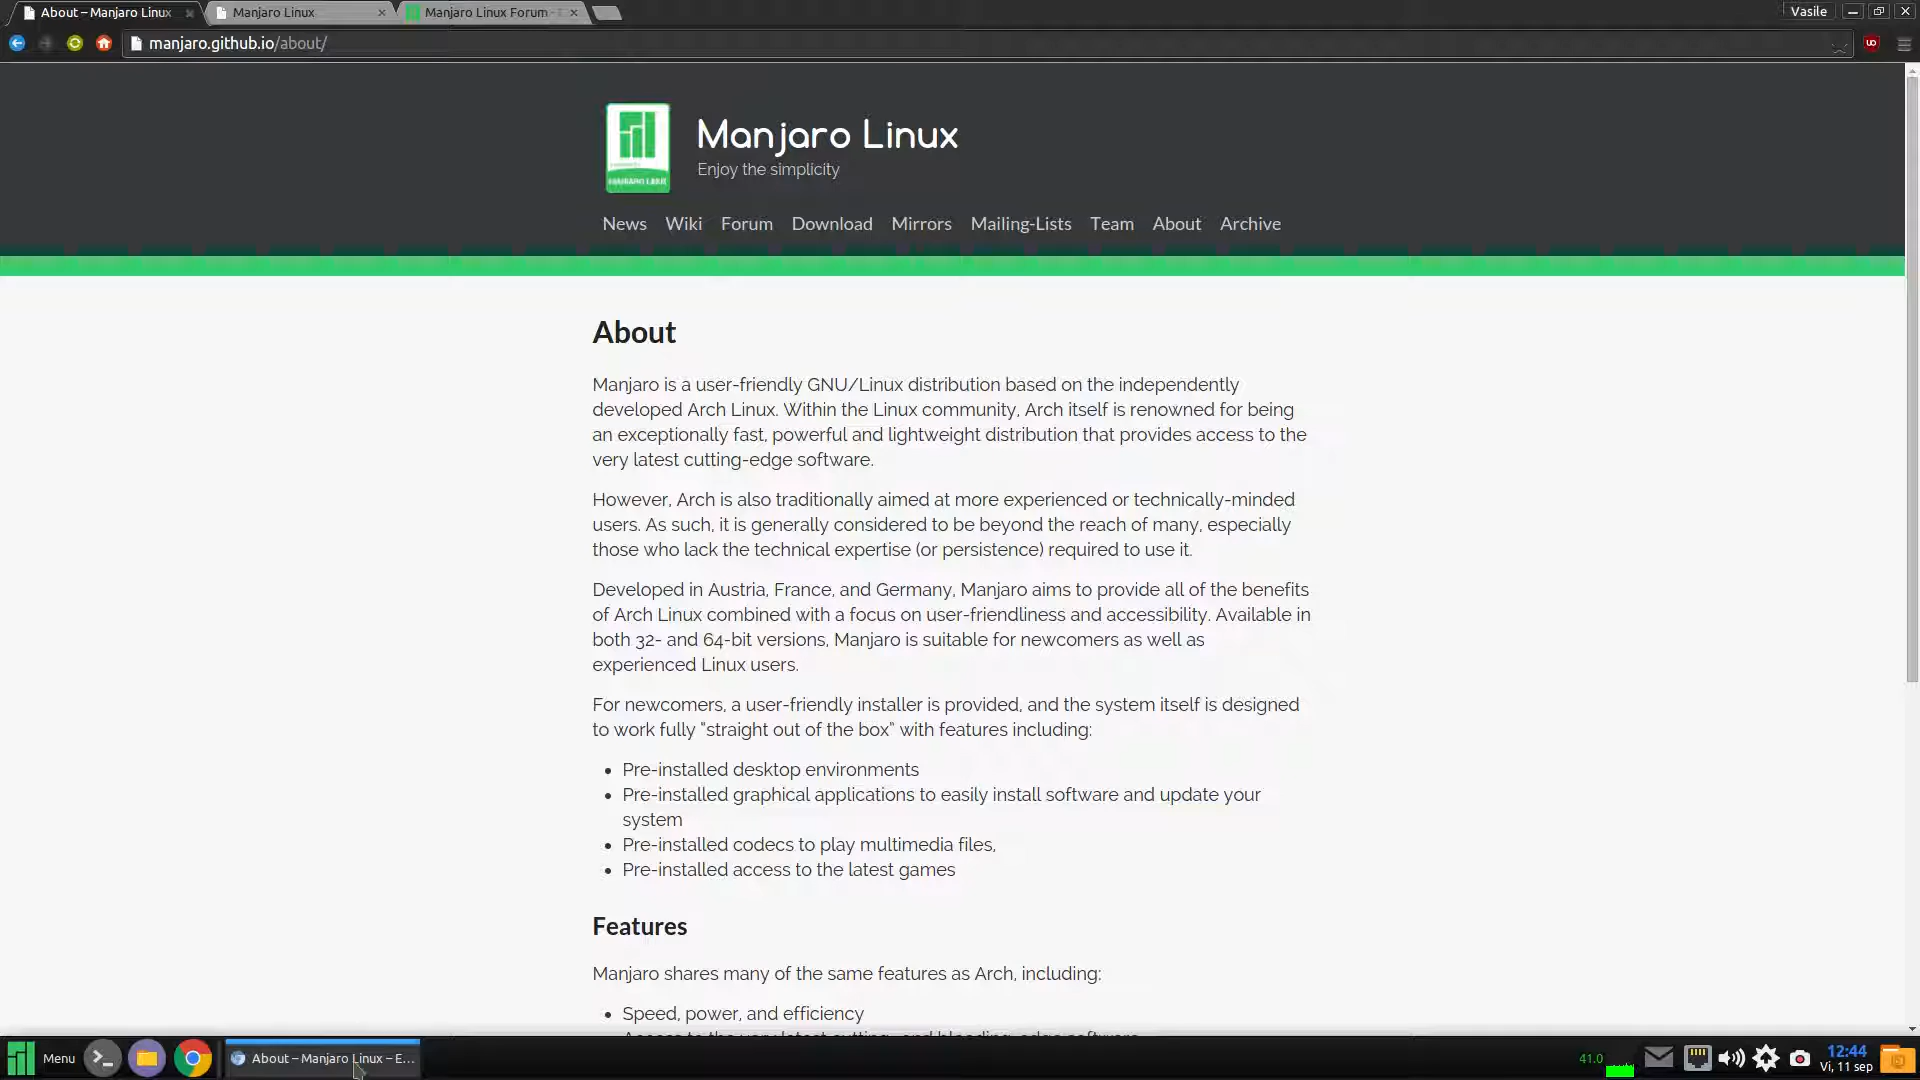 About – Manjaro Linux
Manjaro Linux
Manjaro Linux Forum -
Vasile
manjaro.github.io/about/
Manjaro Linux
Enjoy the simplicity
News Wiki Forum Download Mirrors Mailing-Lists Team About Archive
About
Manjaro is a user-friendly GNU/Linux distribution based on the independently
developed Arch Linux. Within the Linux community, Arch itself is renowned for being
an exceptionally fast, powerful and lightweight distribution that provides access to the
very latest cutting-edge software.
However, Arch is also traditionally aimed at more experienced or technically-minded
users. As such, it is generally considered to be beyond the reach of many, especially
those who lack the technical expertise (or persistence) required to use it.
Developed in Austria, France, and Germany, Manjaro aims to provide all of the benefits
of Arch Linux combined with a focus on user-friendliness and accessibility. Available in
both 32- and 64-bit versions, Manjaro is suitable for newcomers as well as
experienced Linux users.
For newcomers, a user-friendly installer is provided, and the system itself is designed
to work fully “straight out of the box” with features including:
• Pre-installed desktop environments
• Pre-installed graphical applications to easily install software and update your
system
• Pre-installed codecs to play multimedia files,
• Pre-installed access to the latest games
Features
Manjaro shares many of the same features as Arch, including:
• Speed, power, and efficiency
Menu
About – Manjaro Linux – E...
41.0
12:44
Vi, 11 sep